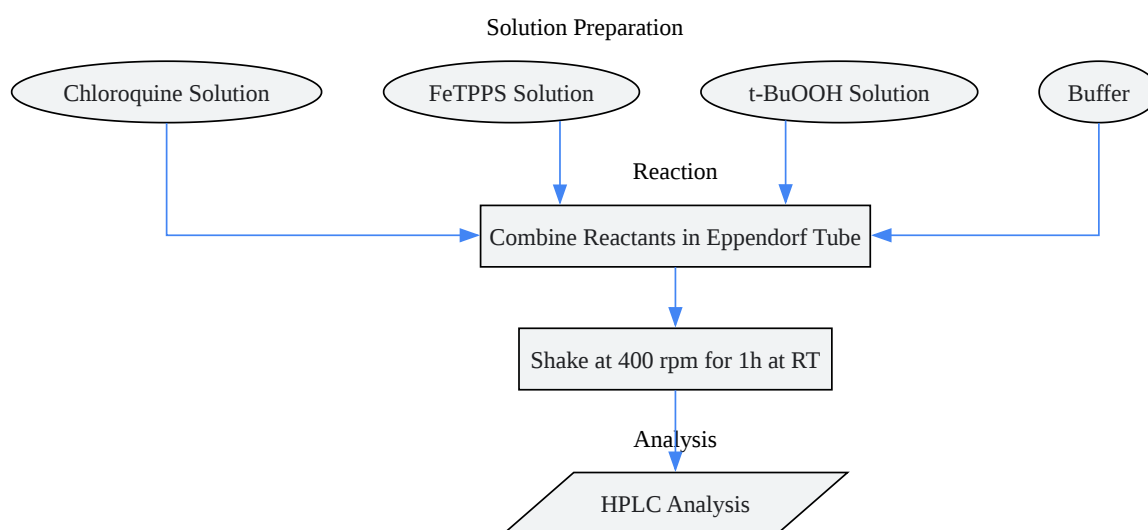 Solution Preparation
Chloroquine Solution
FeTPPS Solution
t-BuOOH Solution
Buffer
Reaction
Combine Reactants in Eppendorf Tube
Shake at 400 rpm for 1h at RT
Analysis
HPLC Analysis